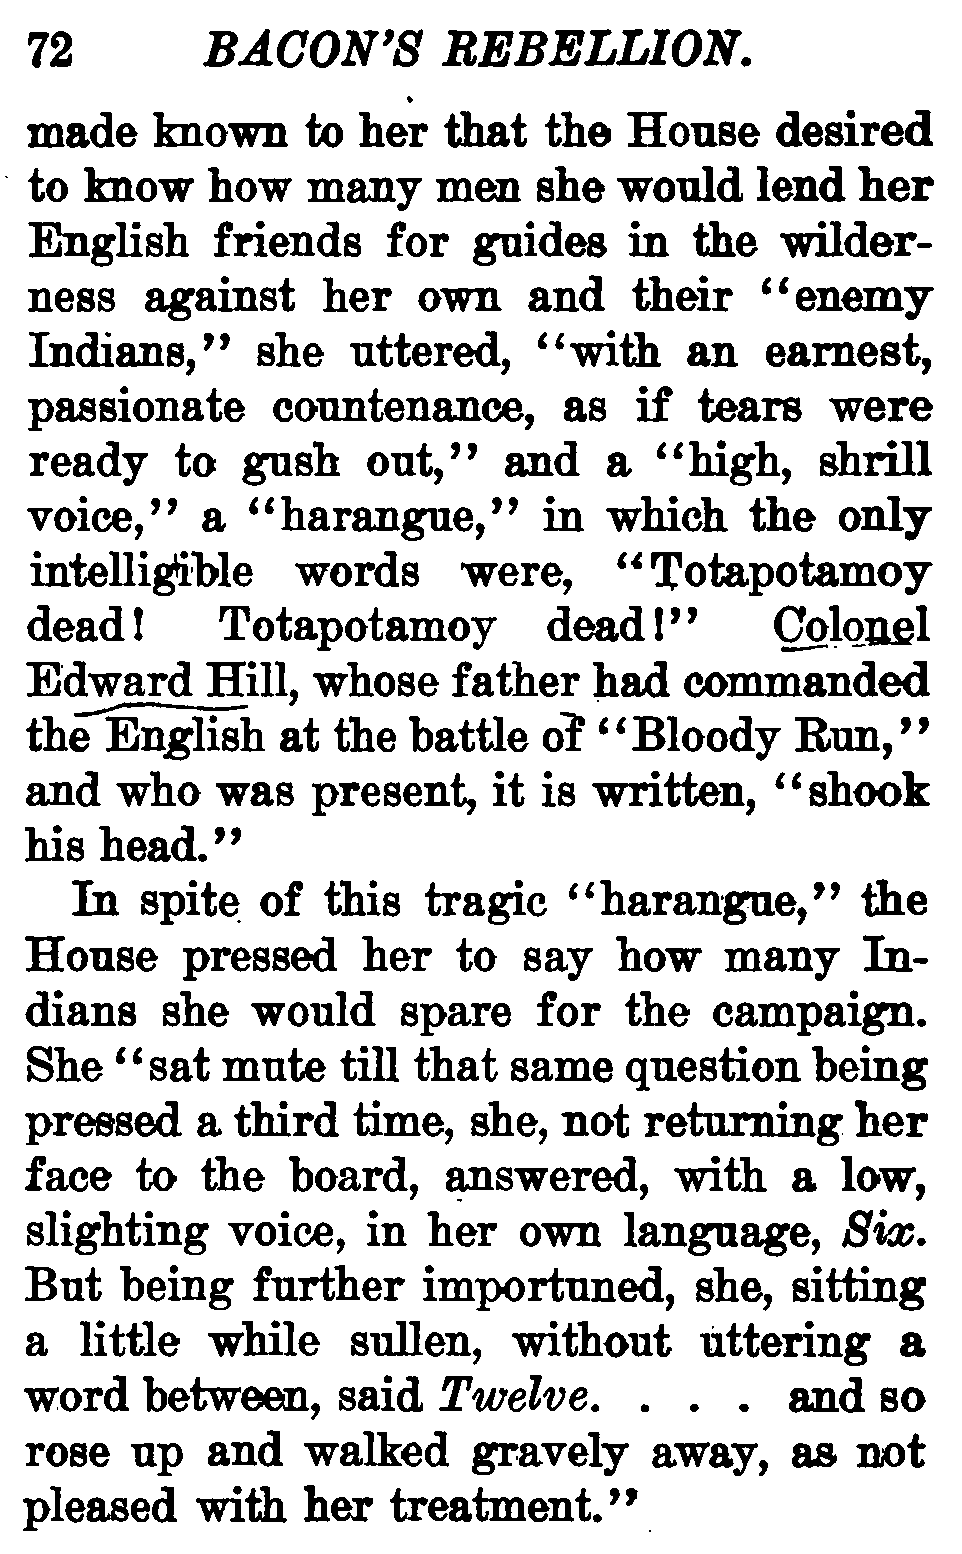 72 BACON'S REBELLION.
made known to her that the House desired
to know how many men she would lend her
English friends for guides in the wilder-
ness against her own and their "enemy
Indians," she uttered, "with an earnest,
passionate countenance, as if tears were
ready to gush out," and a "high, shrill
voice," a "harangue," in which the only
intelligible words were, "Totapotamoy
dead! Totapotamoy dead!" Colonel
Edward Hill, whose father had commanded
the English at the battle of "Bloody Run,"
and who was present, it is written, "shook
his head."
In spite of this tragic "harangue," the
House pressed her to say how many In-
dians she would spare for the campaign.
She "sat mute till that same question being
pressed a third time, she, not returning her
face to the board, answered, with a low,
slighting voice, in her own language, Six.
But being further importuned, she, sitting
a little while sullen, without uttering a
word between, said Twelve. . . . and so
rose up and walked gravely away, as not
pleased with her treatment."